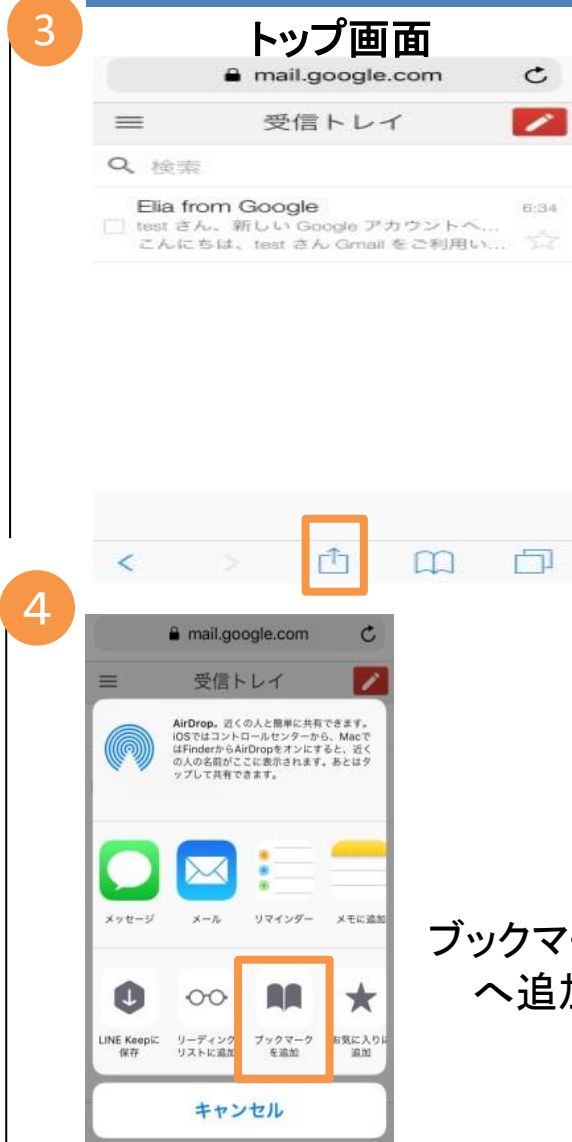 3
トップ画面
mail.google.com
受信トレイ
検索
Elia from Google
6:34
test さん、新しい Google アカウントへ...
こんにちは、test さん Gmail をご利用い...
4
mail.google.com
受信トレイ
AirDrop。近くの人と簡単に共有できます。
iOSではコントロールセンターから、Macで
はFinderからAirDropをオンにすると、近く
の人の名前がここに表示されます。あとはタ
ップして共有できます。
メッセージ
メール
リマインダー
メモに追加
LINE Keepに
保存
リーディング
リストに追加
ブックマーク
を追加
お気に入りに
追加
ブックマー
へ追加
キャンセル